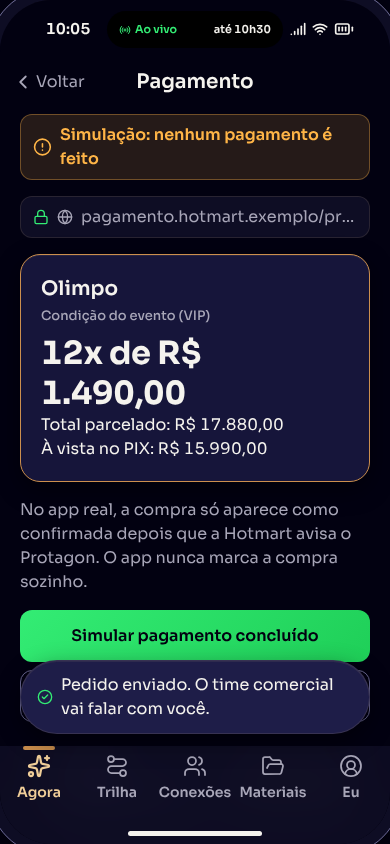 10:05
Ao vivo
até 10h30
Voltar
Pagamento
Simulação: nenhum pagamento é
feito
pagamento.hotmart.exemplo/pr...
Olimpo
Condição do evento (VIP)
12x de R$
1.490,00
Total parcelado: R$ 17.880,00
À vista no PIX: R$ 15.990,00
No app real, a compra só aparece como
confirmada depois que a Hotmart avisa o
Protagon. O app nunca marca a compra
sozinho.
Simular pagamento concluído
Pedido enviado. O time comercial
vai falar com você.
Agora
Trilha
Conexões
Materiais
Eu